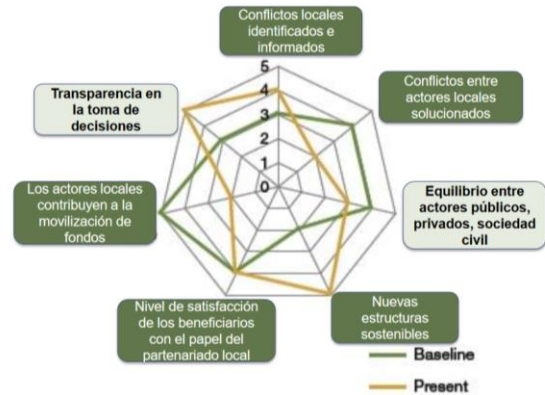 Conflictos locales
identificados e
informados
Transparencia en
la toma de
decisiones
Conflictos entre
actores locales
solucionados
5
4
3
2
1
0
Los actores locales
contribuyen a la
movilización de
fondos
Equilibrio entre
actores públicos,
privados, sociedad
civil
Nivel de satisfacción
de los beneficiarios
con el papel del
partenariado local
Nuevas
estructuras
sostenibles
Baseline
Present